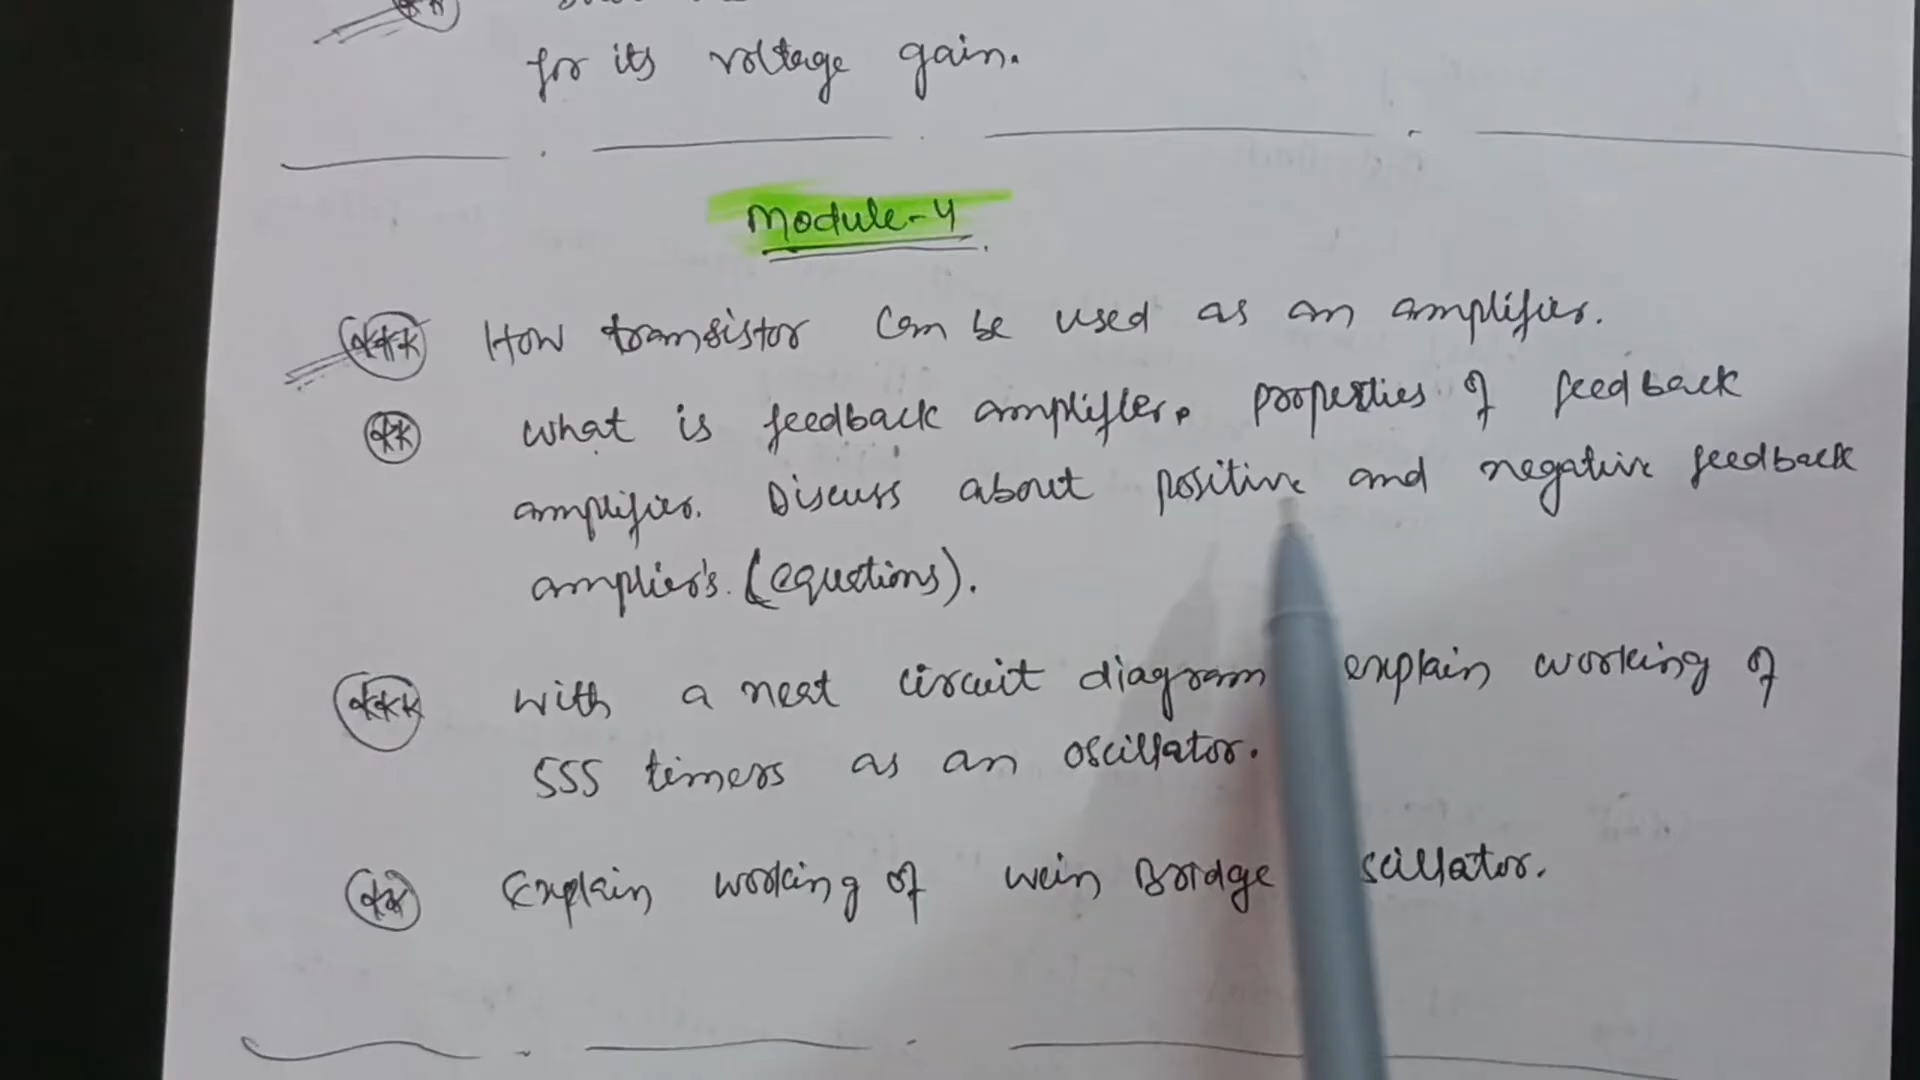 for its voltage gain.
Module-4
*** How transistor can be used as an amplifier.
** what is feedback amplifier. properties of feedback
amplifier. Discuss about positive and negative feedback
amplier's. (equations).
*** with a neat circuit diagram explain working of
555 timers as an oscillator.
** Explain working of wein Bridge scillator.